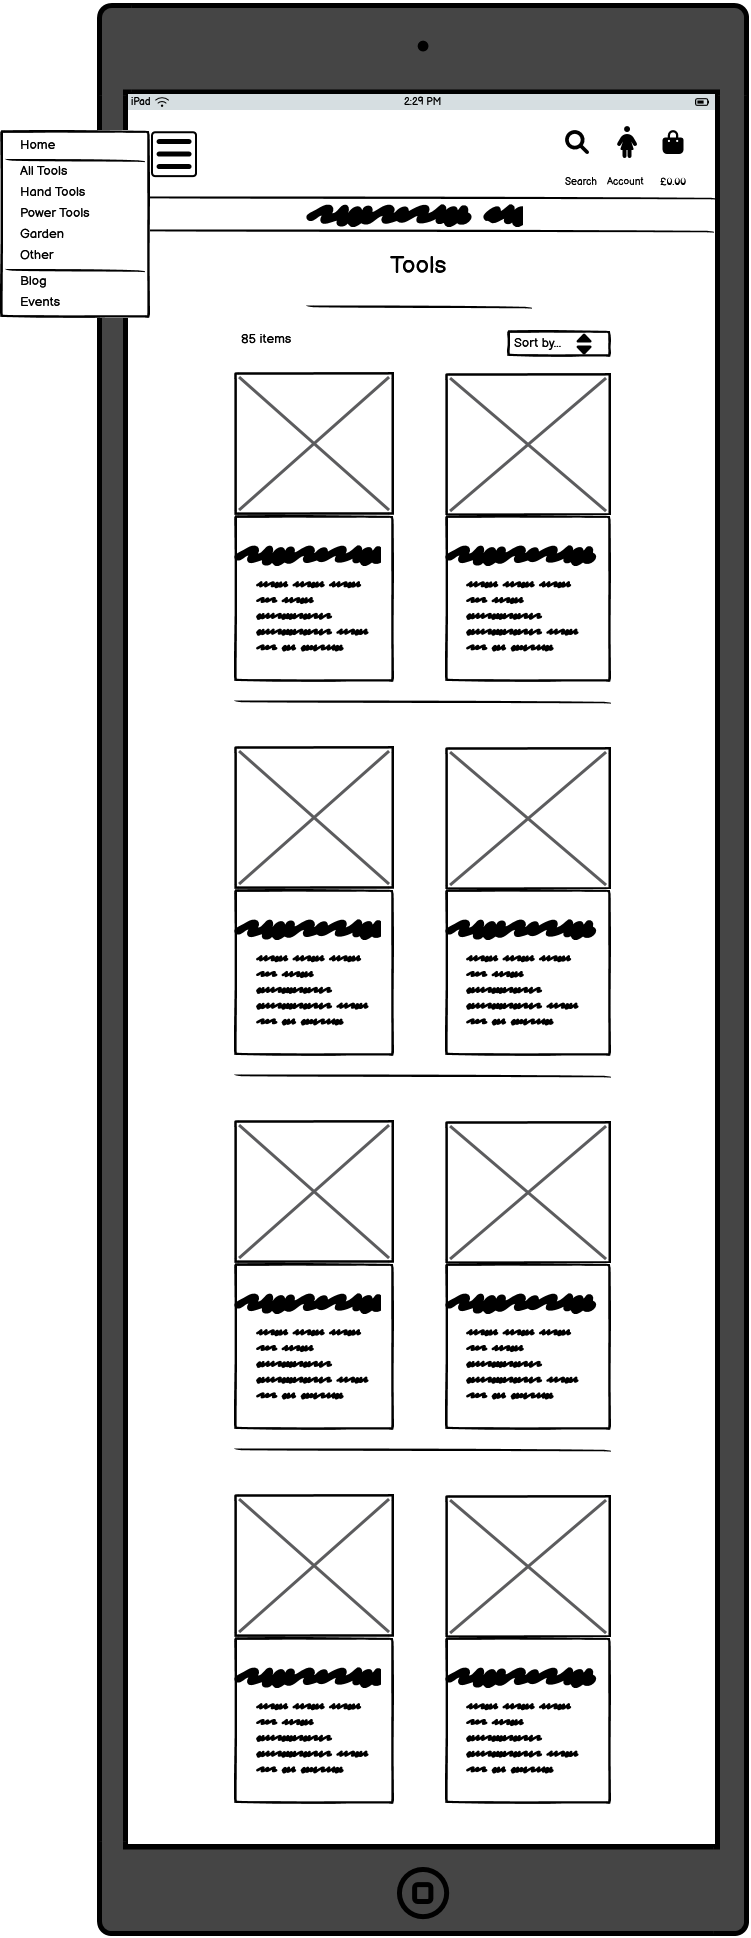 iPad 2:29 PM
Home
All Tools
Hand Tools
Power Tools
Garden
Other
Blog
Events
Search Account £0.00
Tools
85 items Sort by...